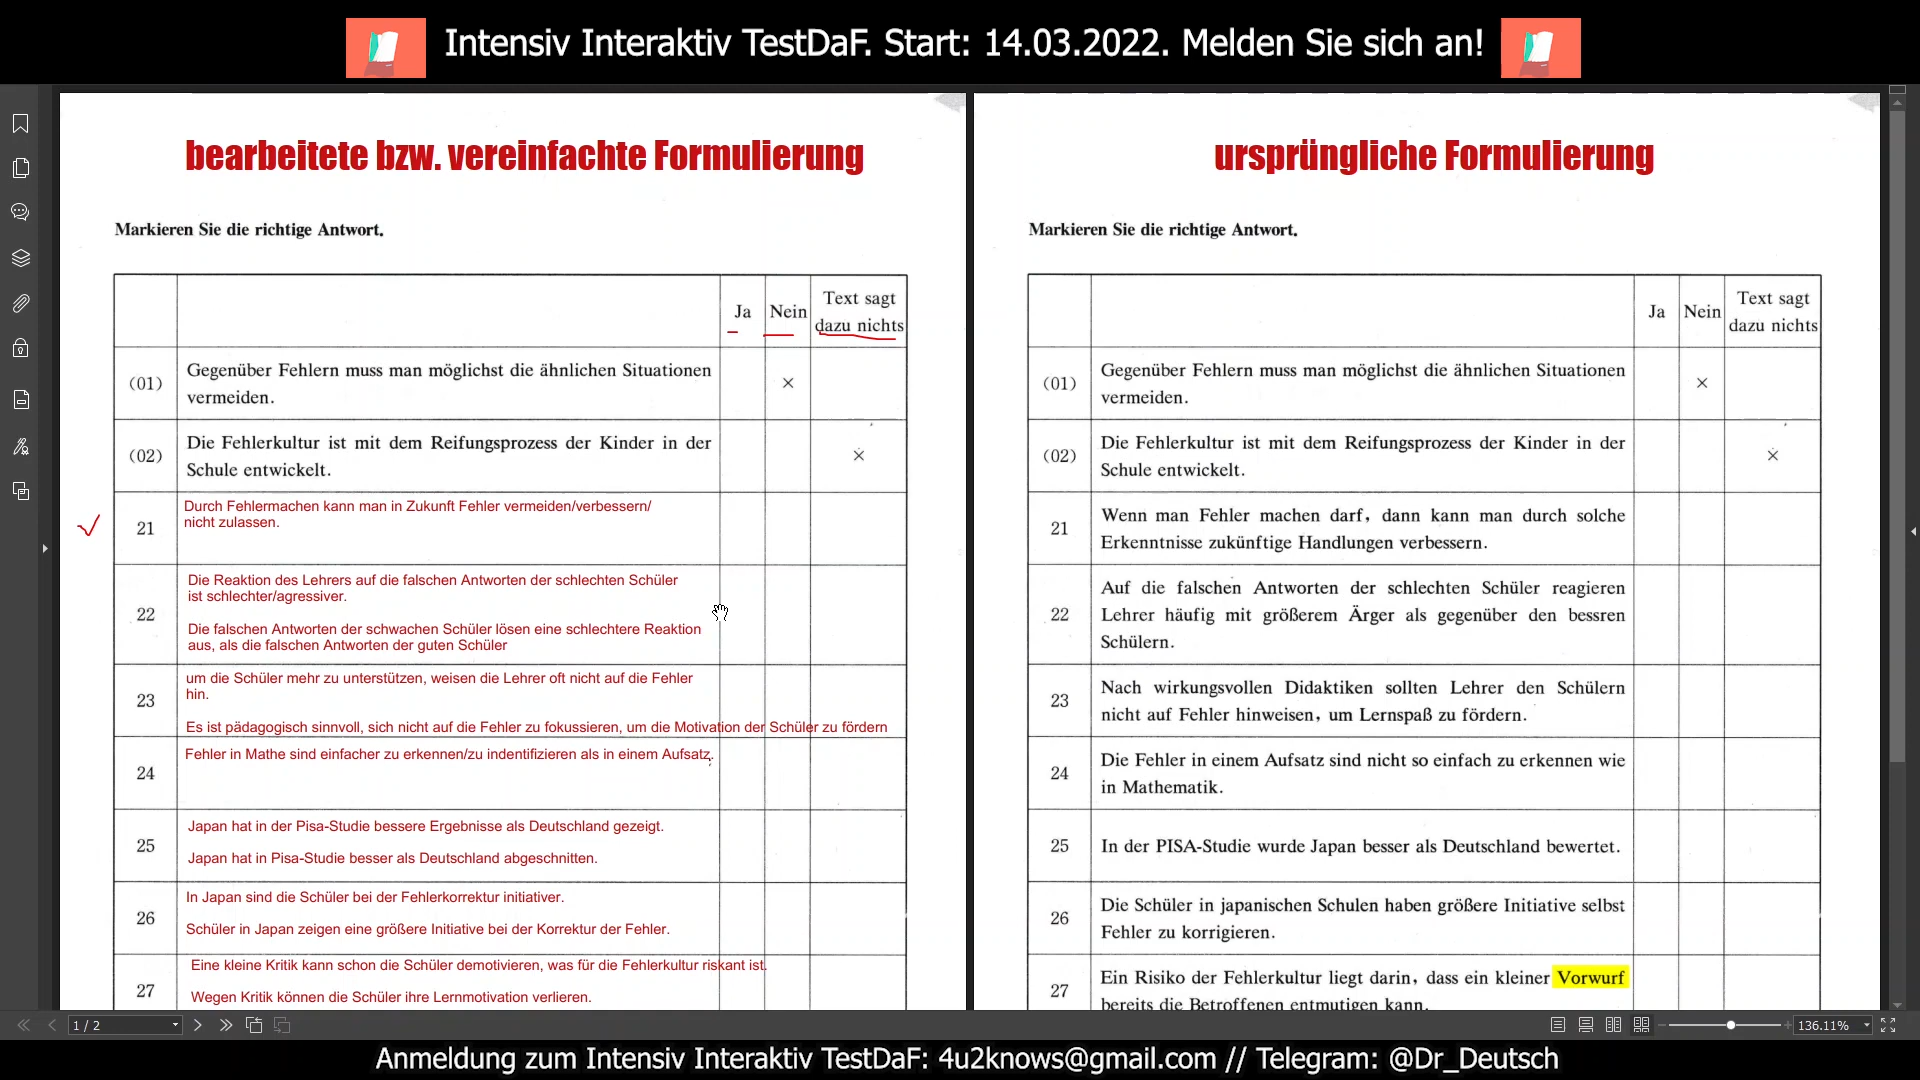 Intensiv Interaktiv TestDaF. Start: 14.03.2022. Melden Sie sich an!
bearbeitete bzw. vereinfachte Formulierung
Markieren Sie die richtige Antwort.
Ja Nein Text sagt
dazu nichts
(01) Gegenüber Fehlern muss man möglichst die ähnlichen Situationen
vermeiden. ×
(02) Die Fehlerkultur ist mit dem Reifungsprozess der Kinder in der
Schule entwickelt. ×
21 Durch Fehlermachen kann man in Zukunft Fehler vermeiden/verbessern/
nicht zulassen.
22 Die Reaktion des Lehrers auf die falschen Antworten der schlechten Schüler
ist schlechter/agressiver.
Die falschen Antworten der schwachen Schüler lösen eine schlechtere Reaktion
aus, als die falschen Antworten der guten Schüler
23 um die Schüler mehr zu unterstützen, weisen die Lehrer oft nicht auf die Fehler
hin.
Es ist pädagogisch sinnvoll, sich nicht auf die Fehler zu fokussieren, um die Motivation der Schüler zu fördern
24 Fehler in Mathe sind einfacher zu erkennen/zu indentifizieren als in einem Aufsatz.
25 Japan hat in der Pisa-Studie bessere Ergebnisse als Deutschland gezeigt.
Japan hat in Pisa-Studie besser als Deutschland abgeschnitten.
26 In Japan sind die Schüler bei der Fehlerkorrektur initiativer.
Schüler in Japan zeigen eine größere Initiative bei der Korrektur der Fehler.
27 Eine kleine Kritik kann schon die Schüler demotivieren, was für die Fehlerkultur riskant ist.
Wegen Kritik können die Schüler ihre Lernmotivation verlieren.
ursprüngliche Formulierung
Markieren Sie die richtige Antwort.
Ja Nein Text sagt
dazu nichts
(01) Gegenüber Fehlern muss man möglichst die ähnlichen Situationen
vermeiden. ×
(02) Die Fehlerkultur ist mit dem Reifungsprozess der Kinder in der
Schule entwickelt. ×
21 Wenn man Fehler machen darf, dann kann man durch solche
Erkenntnisse zukünftige Handlungen verbessern.
22 Auf die falschen Antworten der schlechten Schüler reagieren
Lehrer häufig mit größerem Ärger als gegenüber den bessren
Schülern.
23 Nach wirkungsvollen Didaktiken sollten Lehrer den Schülern
nicht auf Fehler hinweisen, um Lernspaß zu fördern.
24 Die Fehler in einem Aufsatz sind nicht so einfach zu erkennen wie
in Mathematik.
25 In der PISA-Studie wurde Japan besser als Deutschland bewertet.
26 Die Schüler in japanischen Schulen haben größere Initiative selbst
Fehler zu korrigieren.
27 Ein Risiko der Fehlerkultur liegt darin, dass ein kleiner Vorwurf
bereits die Betroffenen entmutigen kann.
1 / 2
136.11%
Anmeldung zum Intensiv Interaktiv TestDaF: 4u2knows@gmail.com // Telegram: @Dr_Deutsch